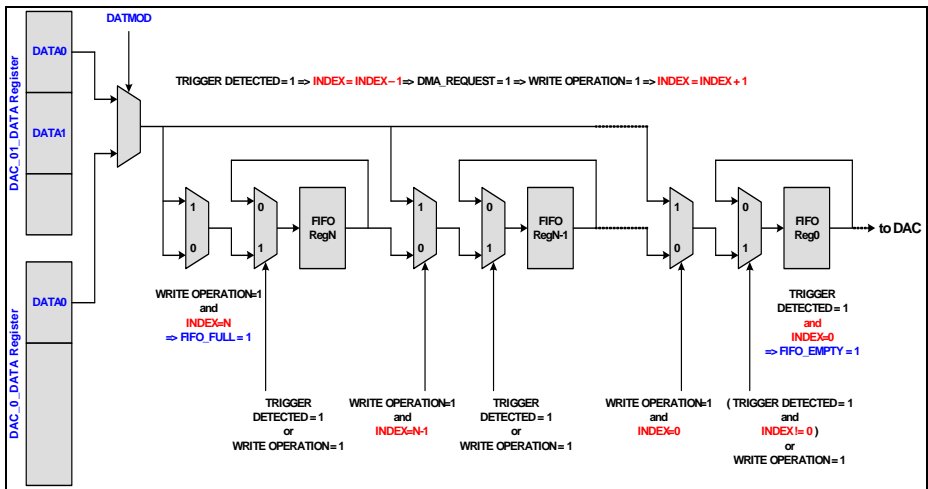 DATMOD
DAC_01_DATA Register
DATA0
DATA1
TRIGGER DETECTED = 1 => INDEX = INDEX – 1 => DMA_REQUEST = 1 => WRITE OPERATION = 1 => INDEX = INDEX + 1
1
0
0
1
FIFO
RegN
1
0
0
1
FIFO
RegN-1
1
0
0
1
FIFO
Reg0
to DAC
DAC_0_DATA Register
DATA0
WRITE OPERATION=1
and
INDEX=N
=> FIFO_FULL = 1
TRIGGER
DETECTED = 1
and
INDEX=0
=> FIFO_EMPTY = 1
TRIGGER
DETECTED = 1
or
WRITE OPERATION = 1
WRITE OPERATION=1
and
INDEX=N-1
TRIGGER
DETECTED = 1
or
WRITE OPERATION = 1
WRITE OPERATION=1
and
INDEX=0
( TRIGGER DETECTED = 1
and
INDEX != 0 )
or
WRITE OPERATION = 1